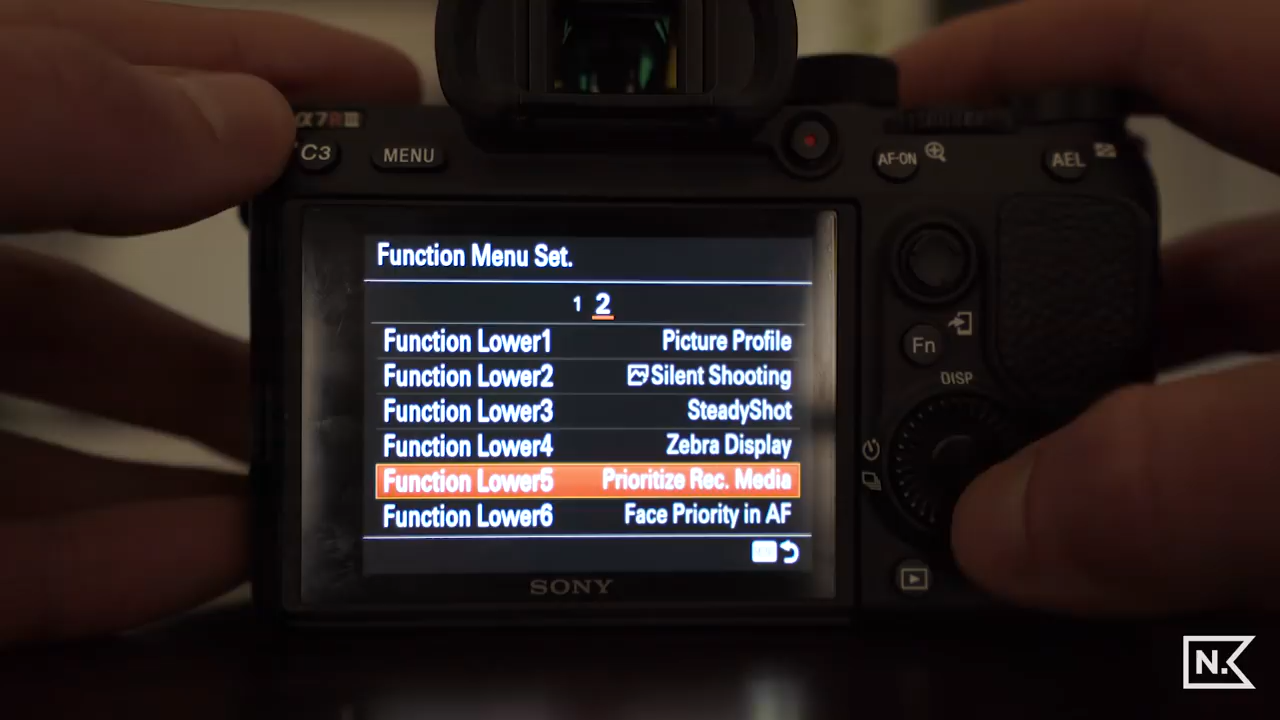 α7RIII
C3
MENU
AF-ON
AEL
Function Menu Set.
1 2
Function Lower1 Picture Profile
Function Lower2 Silent Shooting
Function Lower3 SteadyShot
Function Lower4 Zebra Display
Function Lower5 Prioritize Rec. Media
Function Lower6 Face Priority in AF
Fn
DISP
SONY
N.